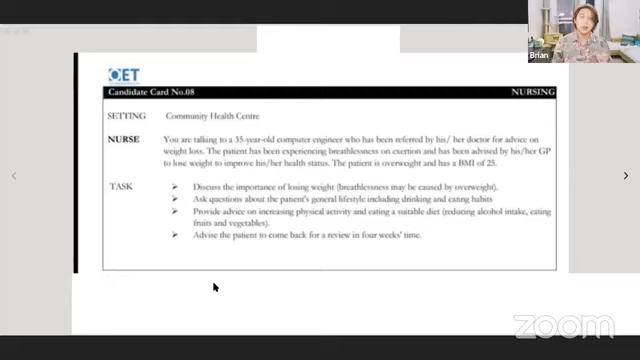 Brian
OET
Candidate Card No.08 NURSING
SETTING Community Health Centre
NURSE You are talking to a 35-year-old computer engineer who has been referred by his/ her doctor for advice on
weight loss. The patient has been experiencing breathlessness on exertion and has been advised by his/her GP
to lose weight to improve his/her health status. The patient is overweight and has a BMI of 25.
TASK ➤ Discuss the importance of losing weight (breathlessness may be caused by overweight).
➤ Ask questions about the patient's general lifestyle including drinking and eating habits
➤ Provide advice on increasing physical activity and eating a suitable diet (reducing alcohol intake, eating
fruits and vegetables).
➤ Advise the patient to come back for a review in four weeks' time.
zoom